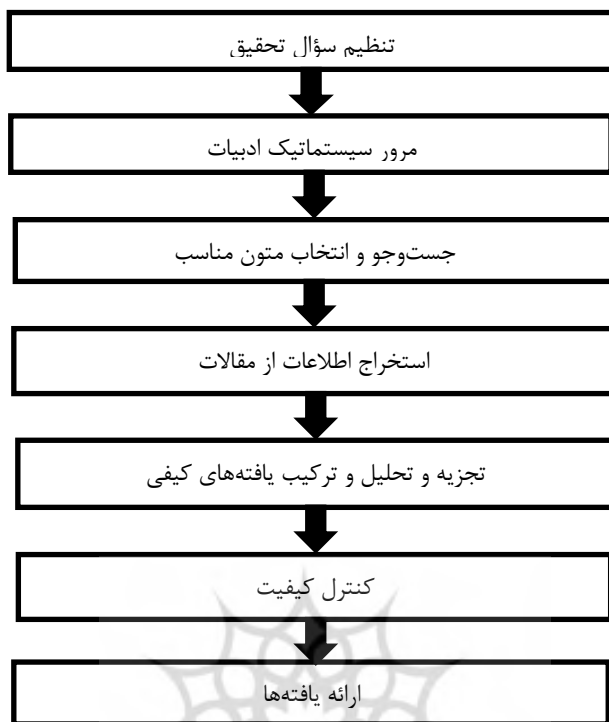 تنظیم سؤال تحقیق
مرور سیستماتیک ادبیات
جست‌وجو و انتخاب متون مناسب
استخراج اطلاعات از مقالات
تجزیه و تحلیل و ترکیب یافته‌های کیفی
کنترل کیفیت
ارائه یافته‌ها